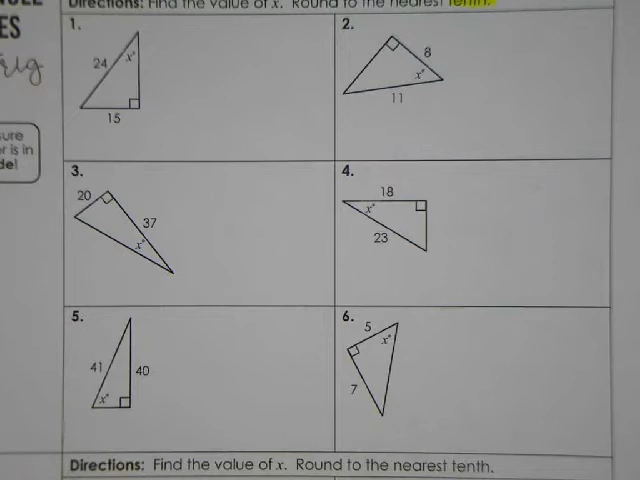 Directions: Find the value of x. Round to the nearest tenth.
ES
1.
24
x°
15
2.
8
x°
11
sure
r is in
de!
3.
20
37
x°
4.
18
x°
23
5.
41
40
x°
6.
5
x°
7
Directions: Find the value of x. Round to the nearest tenth.